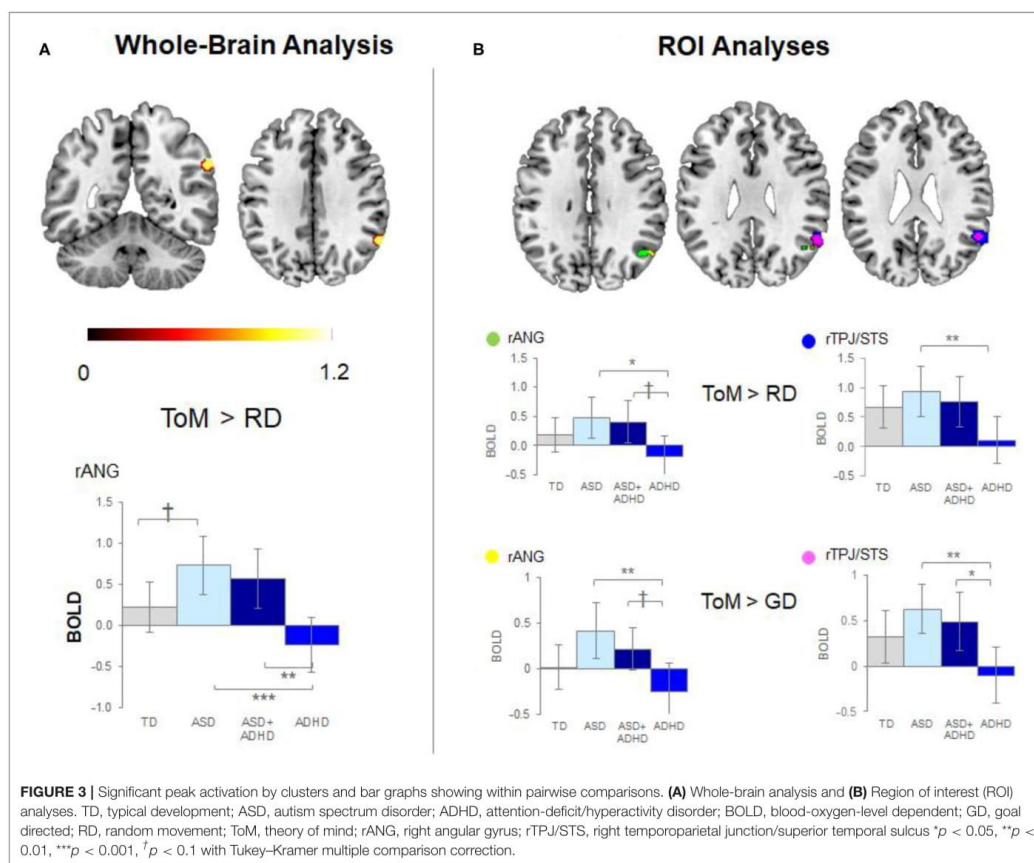 A
Whole-Brain Analysis
0
1.2
ToM > RD
rANG
†
1.5
1.0
0.5
0.0
-0.5
-1.0
BOLD
**
***
TD
ASD
ASD+
ADHD
ADHD
B
ROI Analyses
rANG
*
†
1.5
1.0
0.5
0.0
-0.5
BOLD
TD
ASD
ASD+
ADHD
ADHD
ToM > RD
rTPJ/STS
**
1.5
1.0
0.5
0.0
-0.5
BOLD
TD
ASD
ASD+
ADHD
ADHD
rANG
**
†
1
0.5
0
-0.5
BOLD
TD
ASD
ASD+
ADHD
ADHD
ToM > GD
rTPJ/STS
**
*
1
0.5
0
-0.5
BOLD
TD
ASD
ASD+
ADHD
ADHD
FIGURE 3 | Significant peak activation by clusters and bar graphs showing within pairwise comparisons. (A) Whole-brain analysis and (B) Region of interest (ROI)
analyses. TD, typical development; ASD, autism spectrum disorder; ADHD, attention-deficit/hyperactivity disorder; BOLD, blood-oxygen-level dependent; GD, goal
directed; RD, random movement; ToM, theory of mind; rANG, right angular gyrus; rTPJ/STS, right temporoparietal junction/superior temporal sulcus *p < 0.05, **p <
0.01, ***p < 0.001, †p < 0.1 with Tukey–Kramer multiple comparison correction.